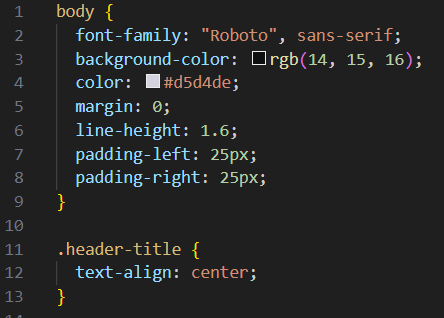 1 body {
2 font-family: "Roboto", sans-serif;
3 background-color: rgb(14, 15, 16);
4 color: #d5d4de;
5 margin: 0;
6 line-height: 1.6;
7 padding-left: 25px;
8 padding-right: 25px;
9 }
10
11 .header-title {
12 text-align: center;
13 }